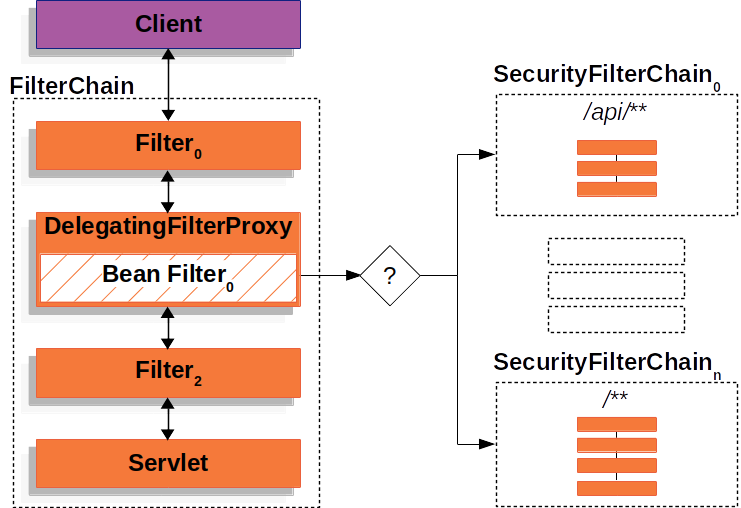 Client
FilterChain
Filter0
DelegatingFilterProxy
Bean Filter0
Filter2
Servlet
?
SecurityFilterChain0
/api/**
SecurityFilterChainn
/**